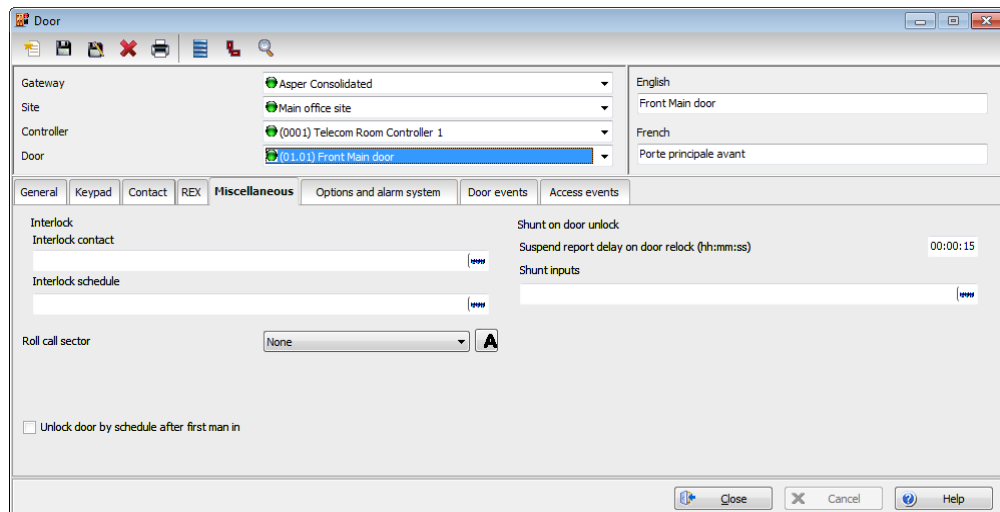 Door
Gateway
Asper Consolidated
Site
Main office site
Controller
(0001) Telecom Room Controller 1
Door
(01.01) Front Main door
English
Front Main door
French
Porte principale avant
General Keypad Contact REX Miscellaneous Options and alarm system Door events Access events
Interlock
Interlock contact
Interlock schedule
Roll call sector None A
Unlock door by schedule after first man in
Shunt on door unlock
Suspend report delay on door relock (hh:mm:ss) 00:00:15
Shunt inputs
Close Cancel Help